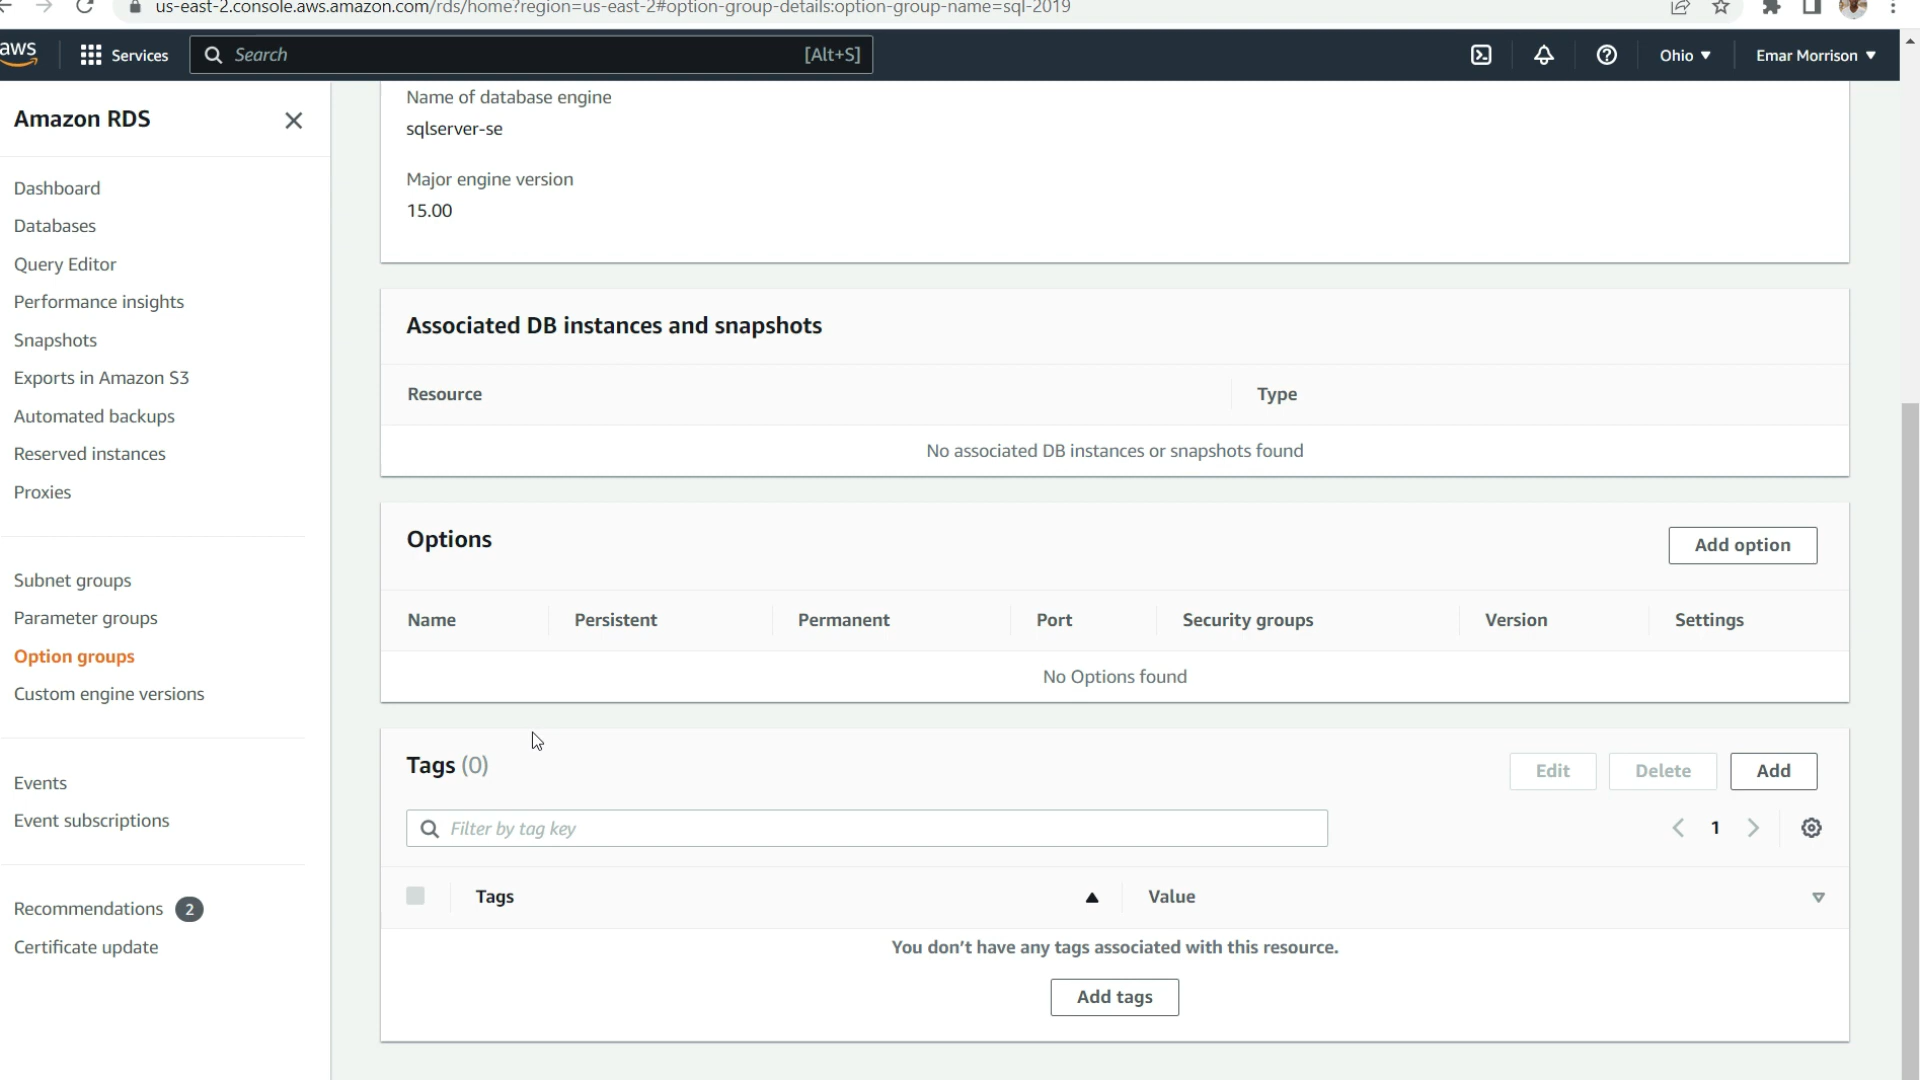 us-east-2.console.aws.amazon.com/rds/home?region=us-east-2#option-group-details:option-group-name=sql-2019
aws
Services
Search
[Alt+S]
Ohio
Emar Morrison
Amazon RDS
Dashboard
Databases
Query Editor
Performance insights
Snapshots
Exports in Amazon S3
Automated backups
Reserved instances
Proxies
Subnet groups
Parameter groups
Option groups
Custom engine versions
Events
Event subscriptions
Recommendations 2
Certificate update
Name of database engine
sqlserver-se
Major engine version
15.00
Associated DB instances and snapshots
Resource Type
No associated DB instances or snapshots found
Options
Add option
Name Persistent Permanent Port Security groups Version Settings
No Options found
Tags (0)
Edit Delete Add
Filter by tag key
1
Tags Value
You don't have any tags associated with this resource.
Add tags